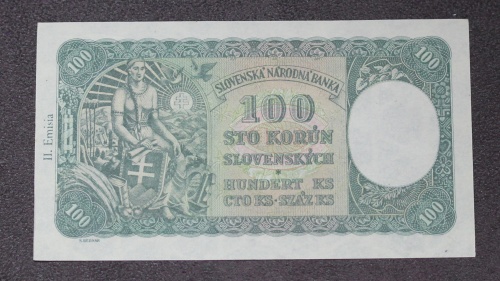 100
100
SLOVENSKÁ NÁRODNÁ BANKA
100
STO KORÚN
SLOVENSKÝCH
HUNDERT KS
CTO KS · SZÁZ KS
II. Emisia
100
100